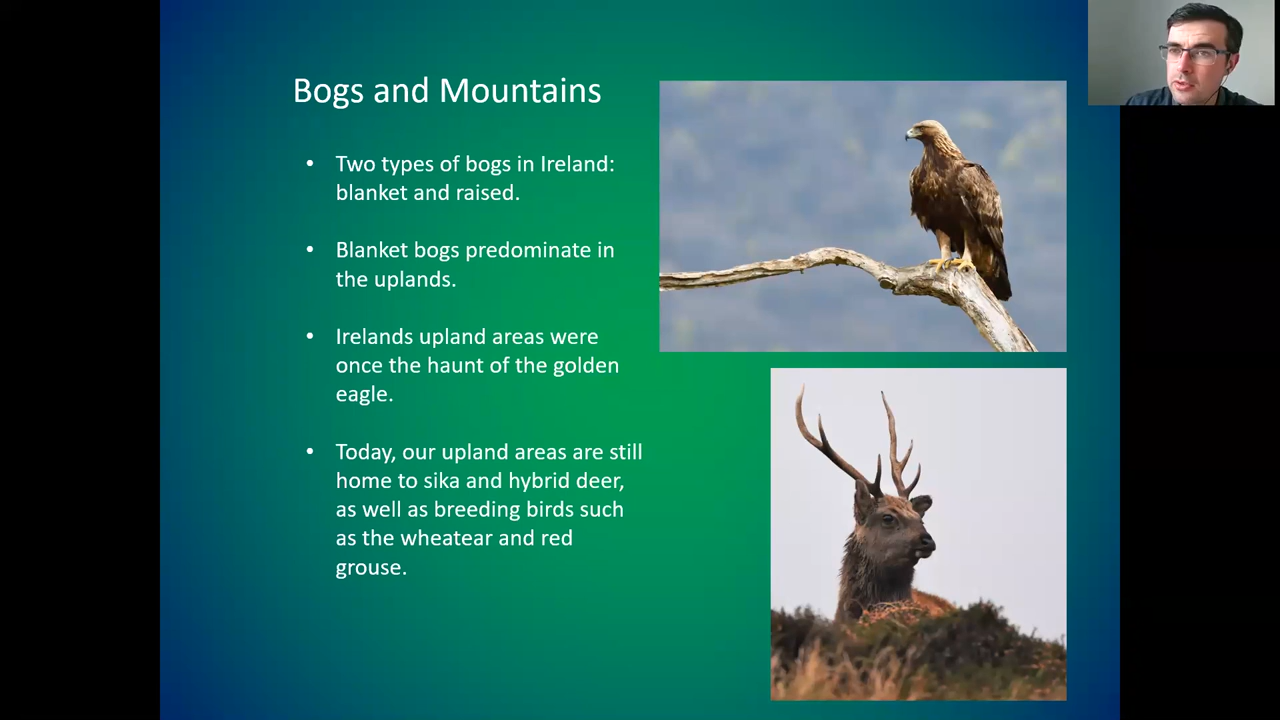 Bogs and Mountains
• Two types of bogs in Ireland:
blanket and raised.
• Blanket bogs predominate in
the uplands.
• Irelands upland areas were
once the haunt of the golden
eagle.
• Today, our upland areas are still
home to sika and hybrid deer,
as well as breeding birds such
as the wheatear and red
grouse.